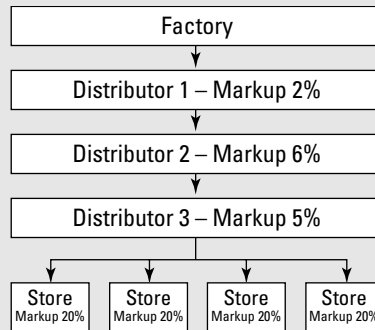 Factory
Distributor 1 – Markup 2%
Distributor 2 – Markup 6%
Distributor 3 – Markup 5%
Store Store Store Store
Markup 20% Markup 20% Markup 20% Markup 20%